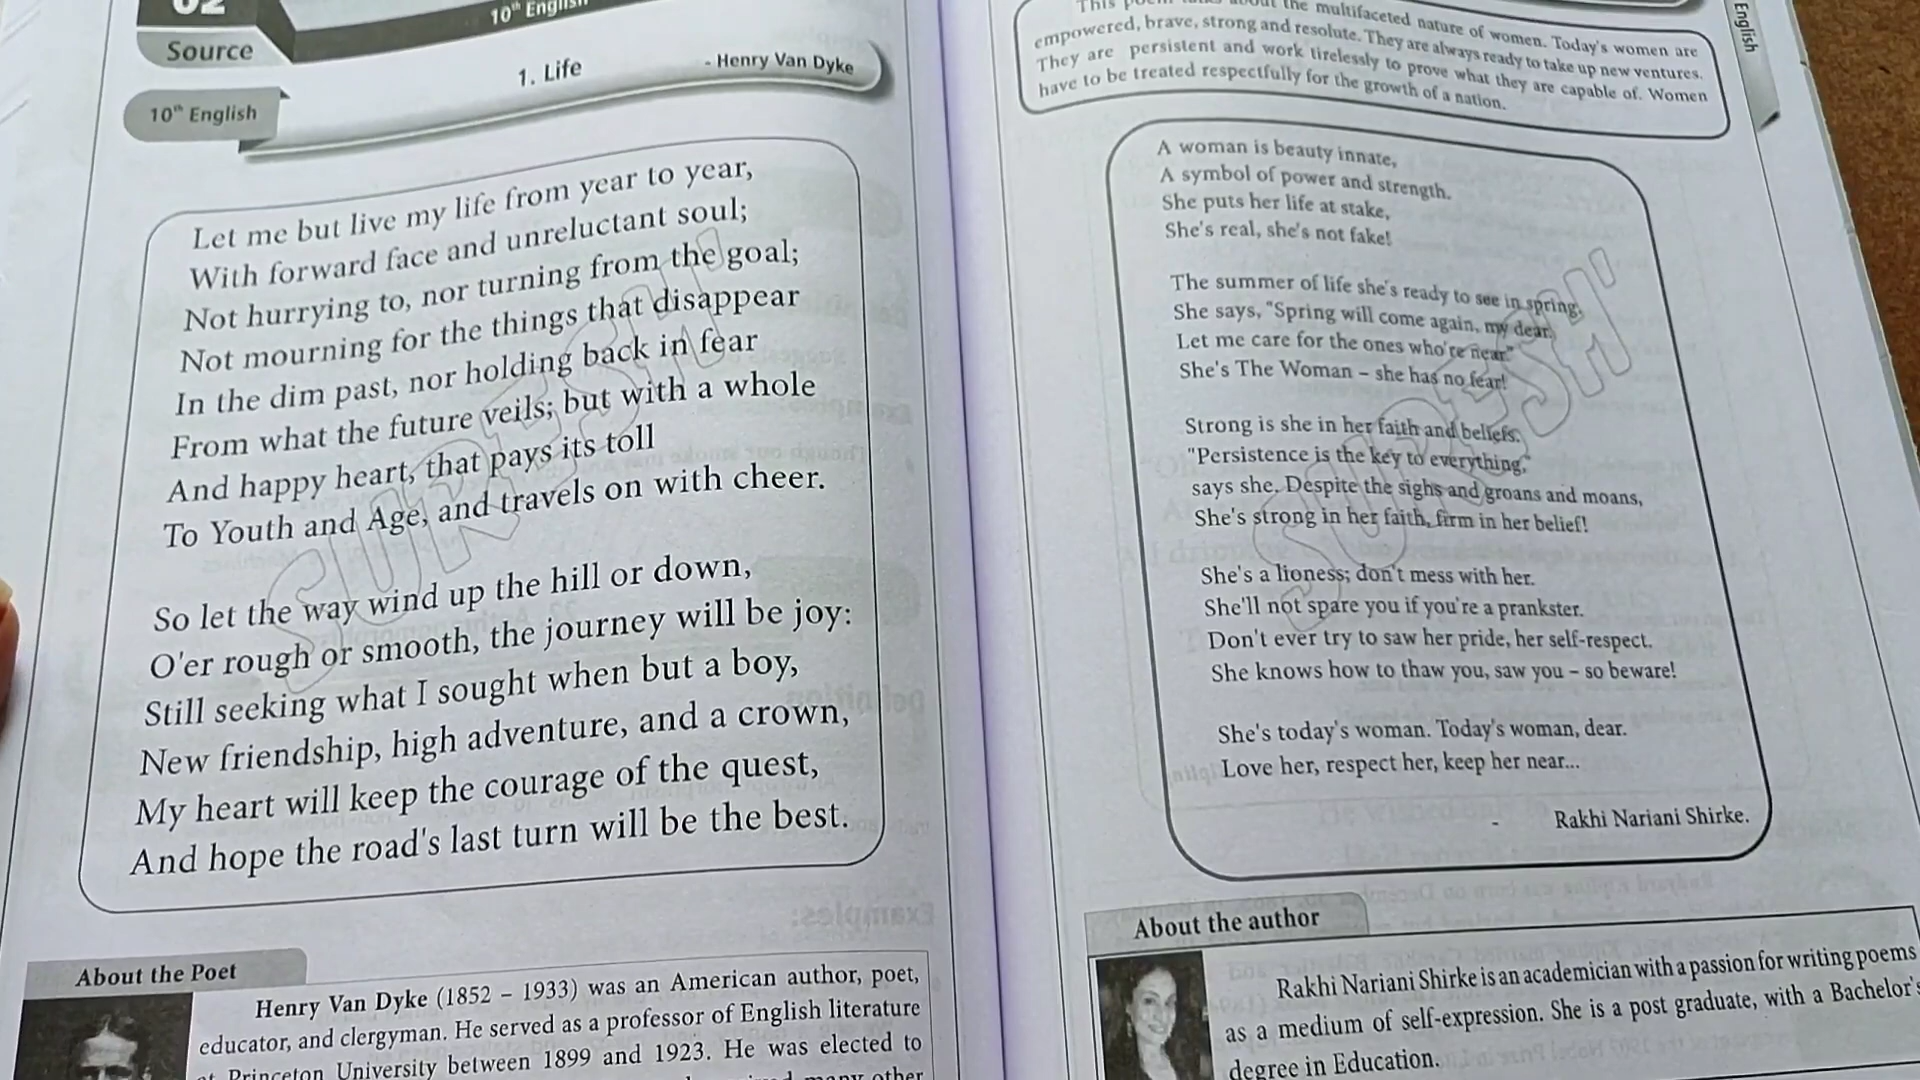 02
10th English
Source
1. Life
- Henry Van Dyke
10th English
Let me but live my life from year to year,
With forward face and unreluctant soul;
Not hurrying to, nor turning from the goal;
Not mourning for the things that disappear
In the dim past, nor holding back in fear
From what the future veils; but with a whole
And happy heart, that pays its toll
To Youth and Age, and travels on with cheer.
So let the way wind up the hill or down,
O'er rough or smooth, the journey will be joy:
Still seeking what I sought when but a boy,
New friendship, high adventure, and a crown,
My heart will keep the courage of the quest,
And hope the road's last turn will be the best.
SURESH'
About the Poet
Henry Van Dyke (1852 – 1933) was an American author, poet,
educator, and clergyman. He served as a professor of English literature
at Princeton University between 1899 and 1923. He was elected to
many other
English
This poem talks about the multifaceted nature of women. Today's women are
empowered, brave, strong and resolute. They are always ready to take up new ventures.
They are persistent and work tirelessly to prove what they are capable of. Women
have to be treated respectfully for the growth of a nation.
A woman is beauty innate,
A symbol of power and strength.
She puts her life at stake,
She's real, she's not fake!
The summer of life she's ready to see in spring.
She says, "Spring will come again, my dear.
Let me care for the ones who're near."
She's The Woman – she has no fear!
Strong is she in her faith and beliefs.
"Persistence is the key to everything,"
says she. Despite the sighs and groans and moans,
She's strong in her faith, firm in her belief!
She's a lioness; don't mess with her.
She'll not spare you if you're a prankster.
Don't ever try to saw her pride, her self-respect.
She knows how to thaw you, saw you – so beware!
She's today's woman. Today's woman, dear.
Love her, respect her, keep her near...
- Rakhi Nariani Shirke.
SURESH'
About the author
Rakhi Nariani Shirke is an academician with a passion for writing poems
as a medium of self-expression. She is a post graduate, with a Bachelor's
degree in Education.